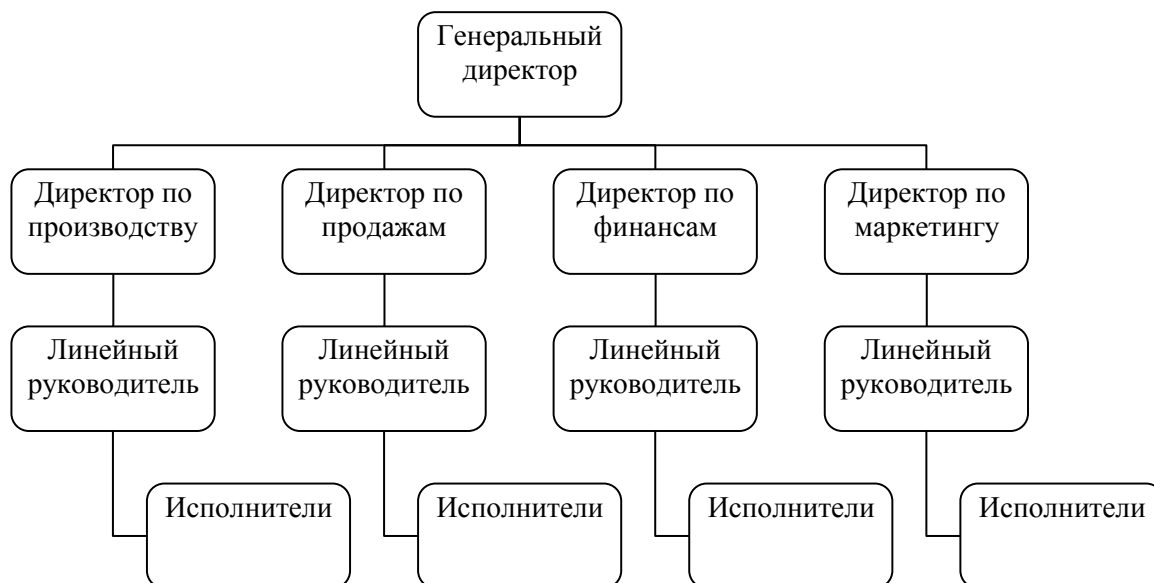 Генеральный
директор
Директор по
производству
Директор по
продажам
Директор по
финансам
Директор по
маркетингу
Линейный
руководитель
Линейный
руководитель
Линейный
руководитель
Линейный
руководитель
Исполнители
Исполнители
Исполнители
Исполнители